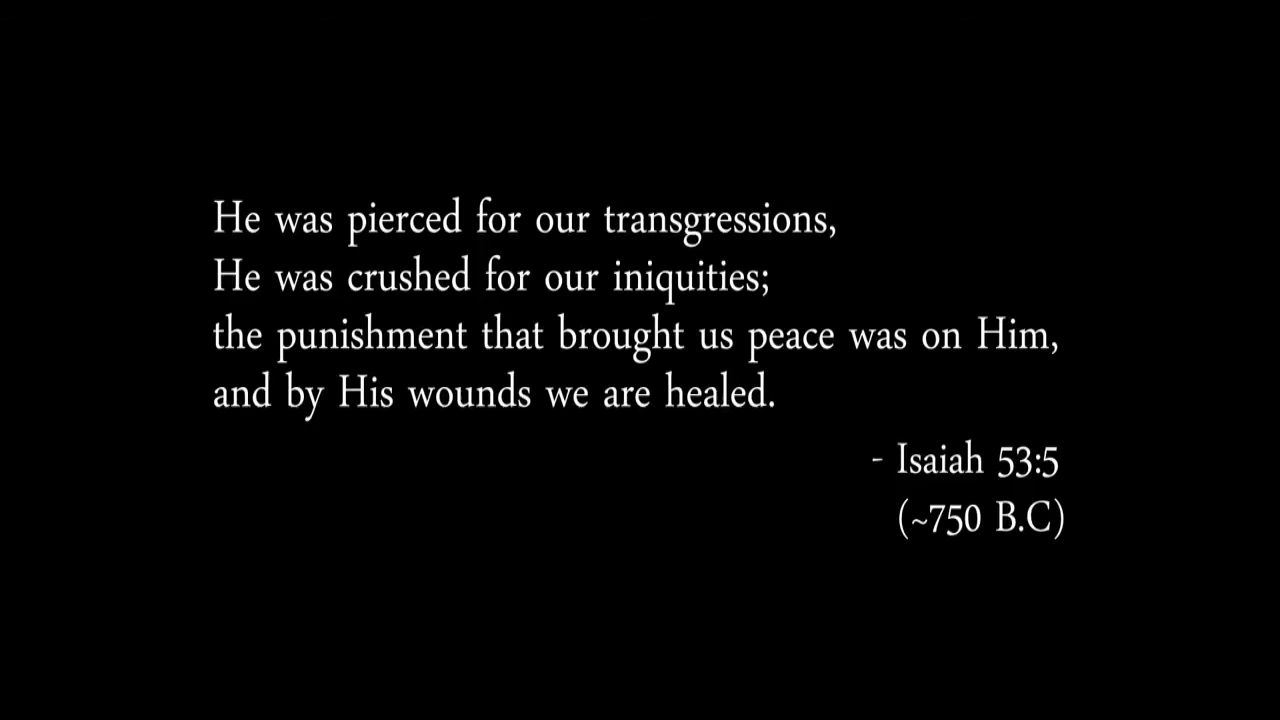 He was pierced for our transgressions,
He was crushed for our iniquities;
the punishment that brought us peace was on Him,
and by His wounds we are healed.
- Isaiah 53:5
(~750 B.C)